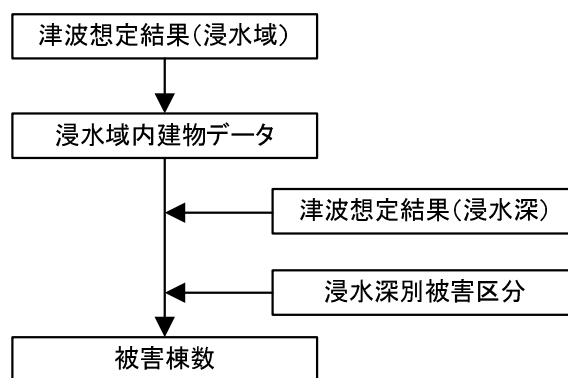 津波想定結果(浸水域)
浸水域内建物データ
津波想定結果(浸水深)
浸水深別被害区分
被害棟数